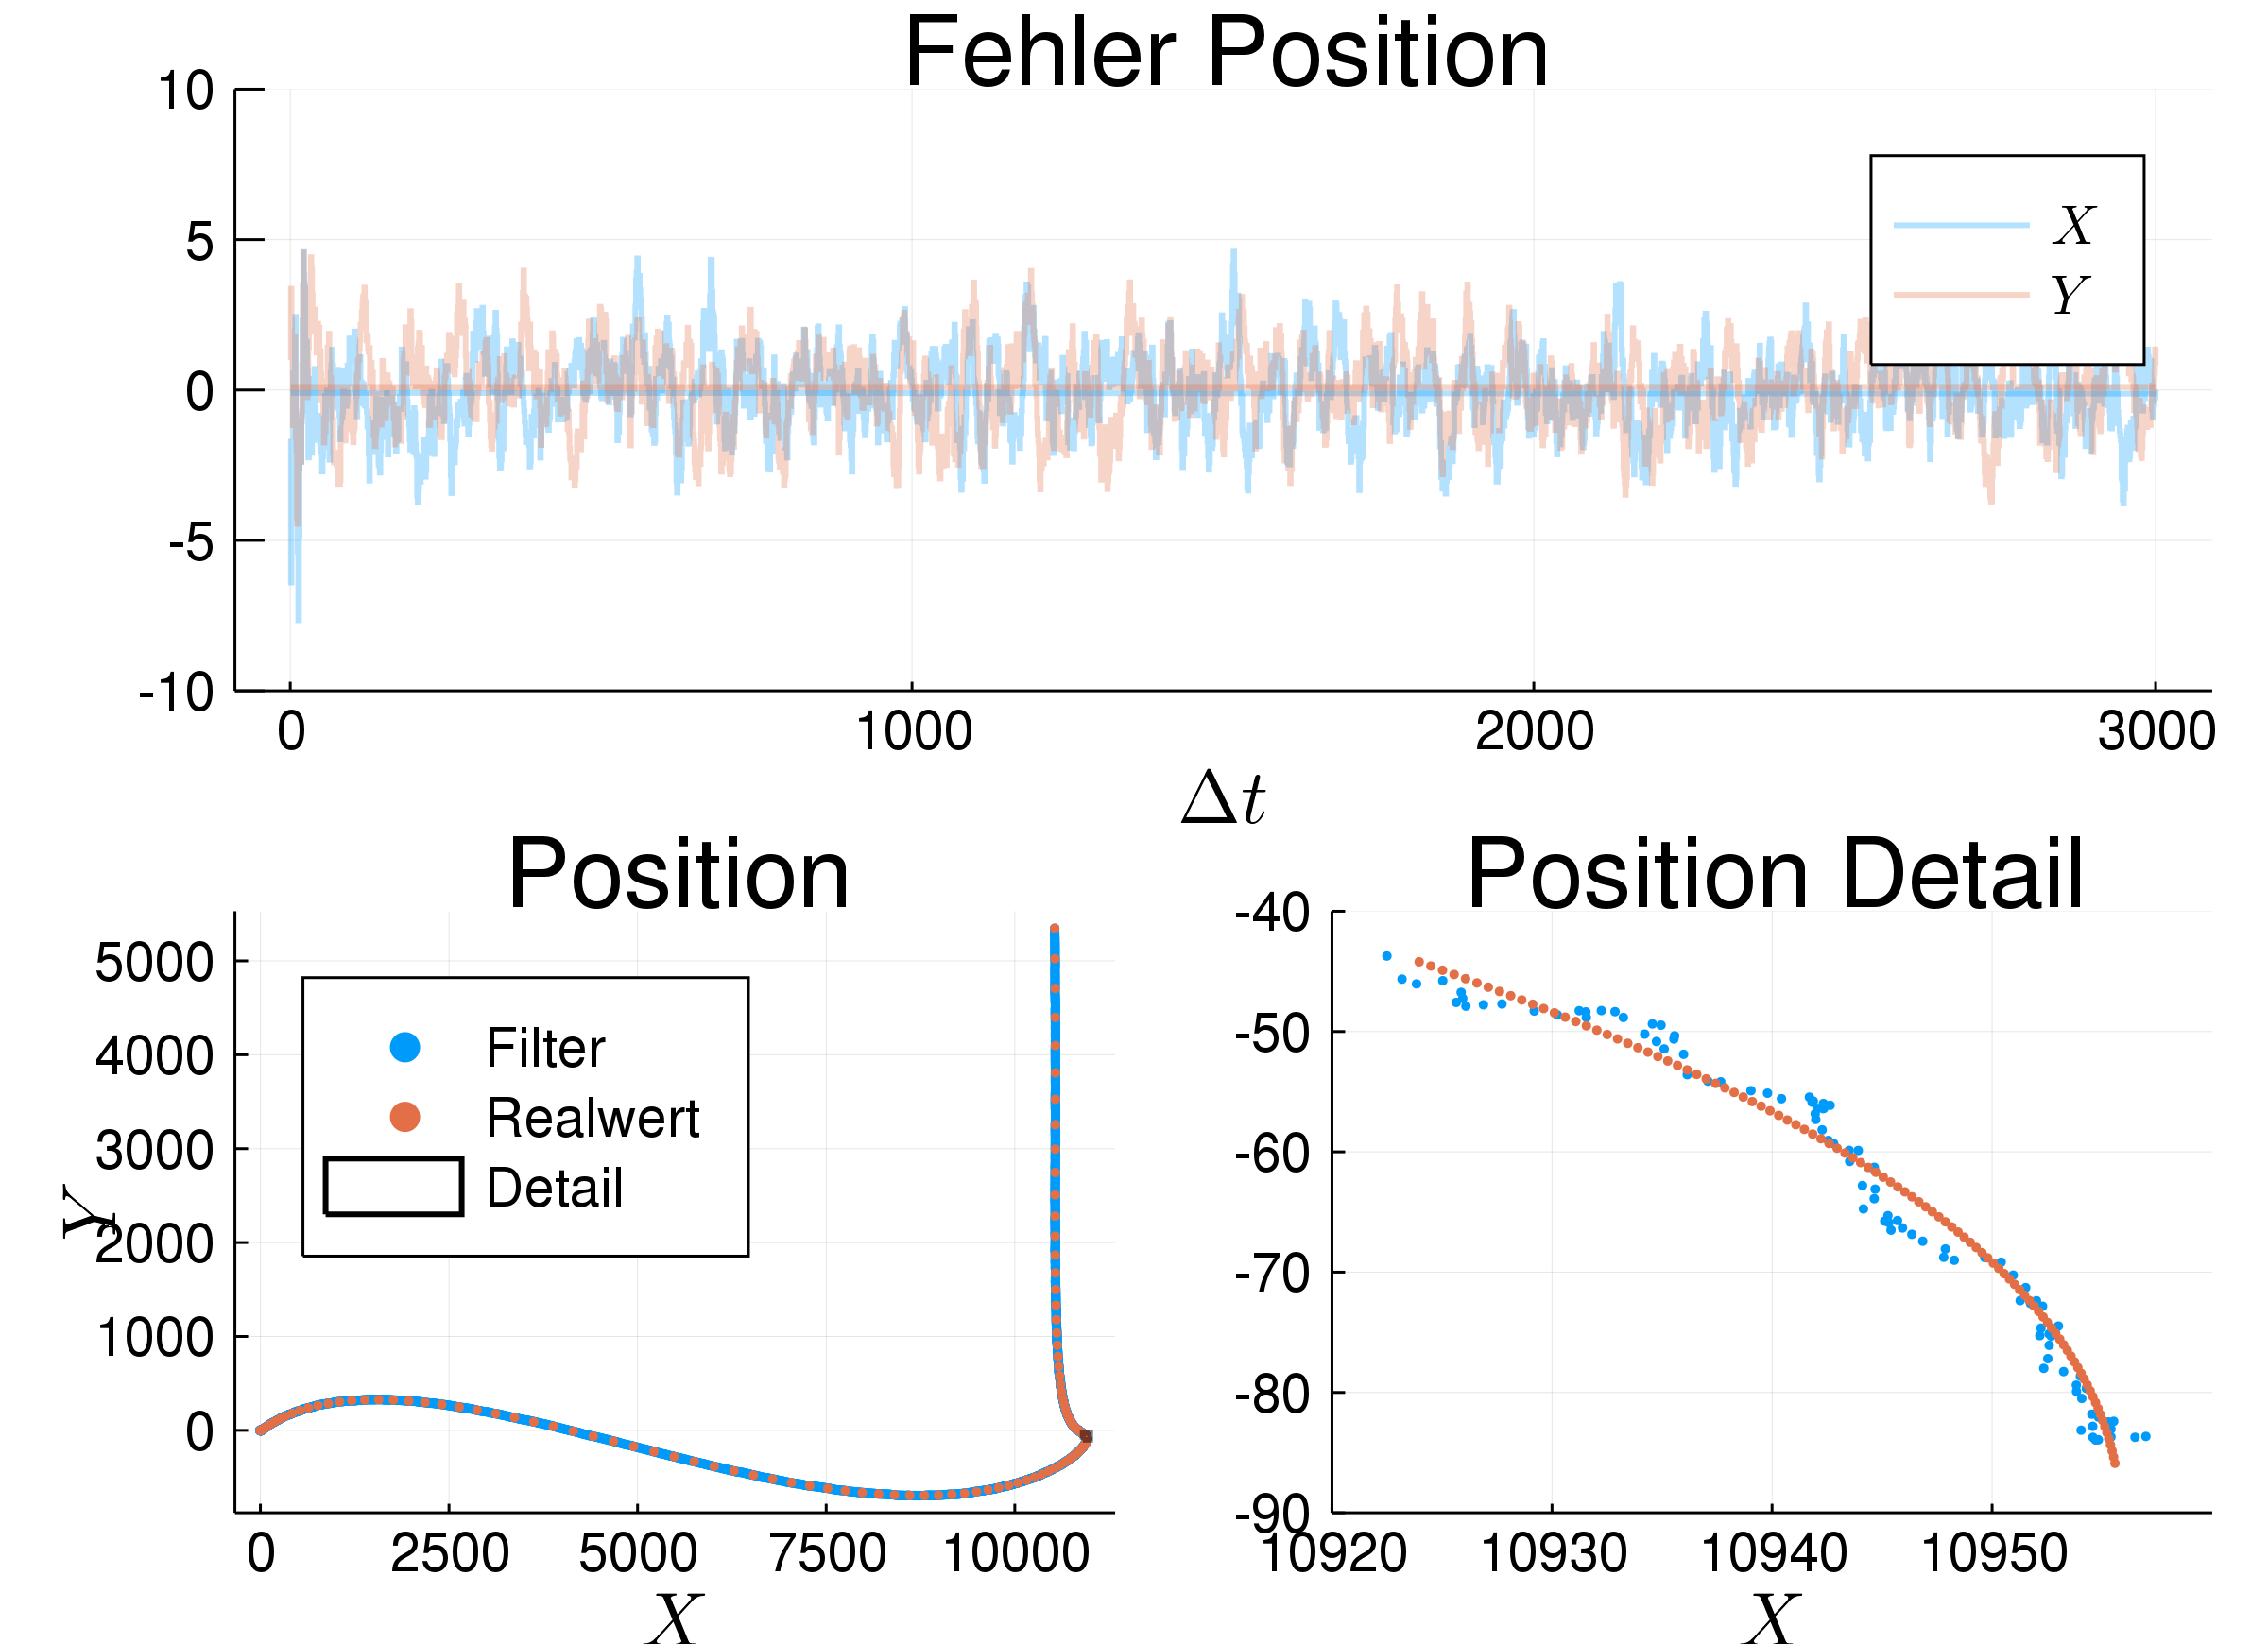 Fehler Position
10
5
0
-5
-10
X
Y
0 1000 2000 3000
Δt
Position
5000
4000
3000
2000
1000
0
Y
Filter
Realwert
Detail
0 2500 5000 7500 10000
X
Position Detail
-40
-50
-60
-70
-80
-90
10920 10930 10940 10950
X